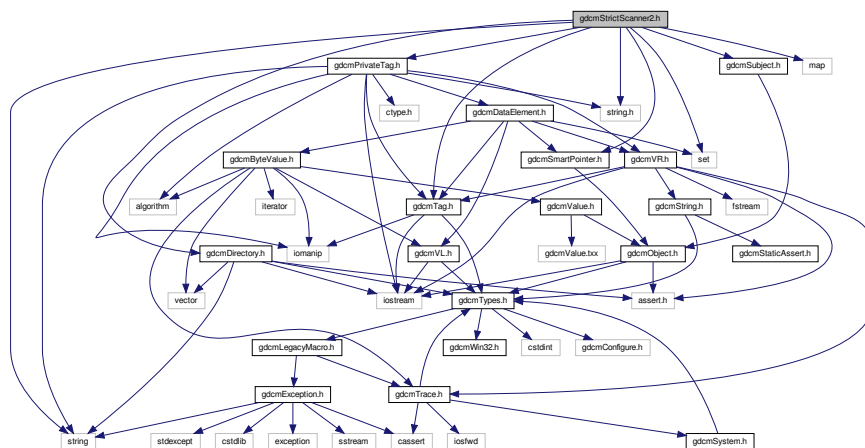 gdcmStrictScanner2.h
gdcmPrivateTag.h
gdcmSubject.h
map
ctype.h
gdcmDataElement.h
string.h
gdcmByteValue.h
gdcmSmartPointer.h
gdcmVR.h
set
algorithm
iterator
gdcmTag.h
gdcmValue.h
gdcmString.h
fstream
gdcmDirectory.h
iomanip
gdcmVL.h
gdcmValue.txx
gdcmObject.h
gdcmStaticAssert.h
vector
iostream
gdcmTypes.h
assert.h
gdcmLegacyMacro.h
gdcmWin32.h
cstdint
gdcmConfigure.h
gdcmException.h
gdcmTrace.h
string
stdexcept
cstdlib
exception
sstream
cassert
iosfwd
gdcmSystem.h